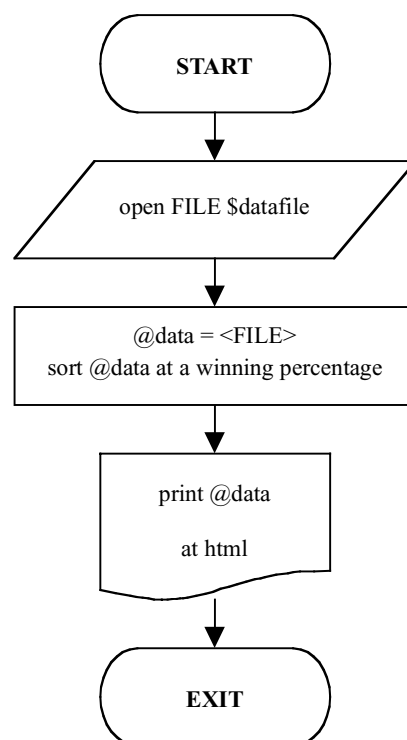 START
open FILE $datafile
@data = <FILE>
sort @data at a winning percentage
print @data
at html
EXIT